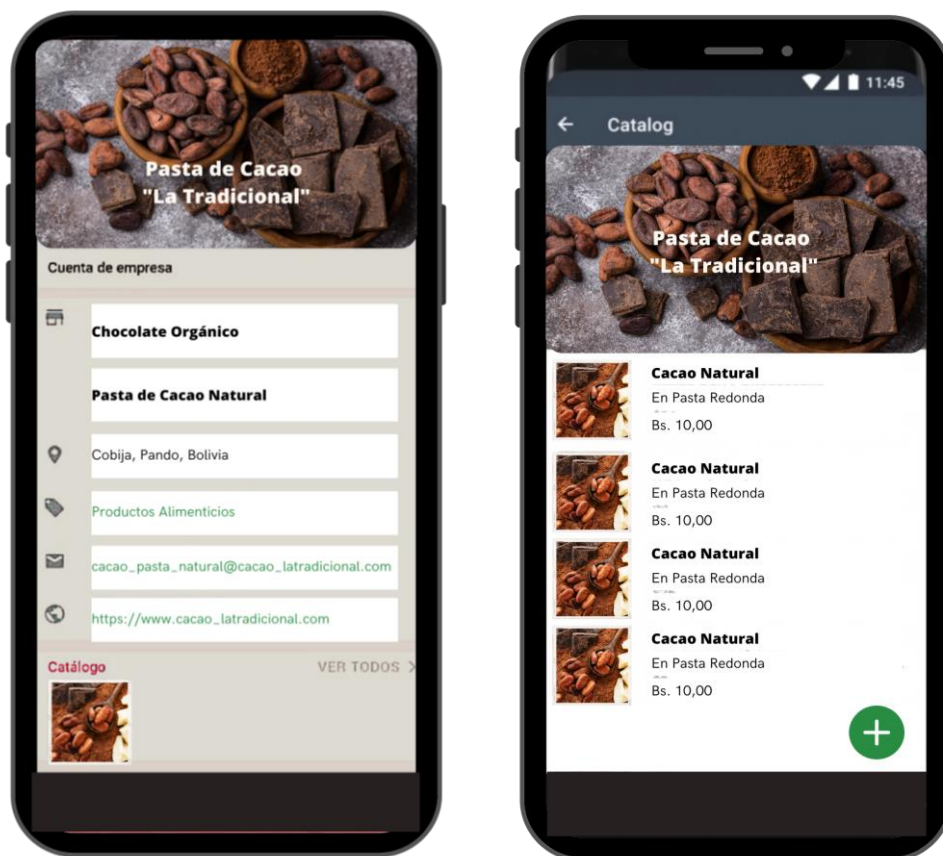 Pasta de Cacao
"La Tradicional"
Cuenta de empresa
Chocolate Orgánico
Pasta de Cacao Natural
Cobija, Pando, Bolivia
Productos Alimenticios
cacao_pasta_natural@cacao_latradicional.com
https://www.cacao_latradicional.com
Catálogo
VER TODOS
11:45
Catalog
Pasta de Cacao
"La Tradicional"
Cacao Natural
En Pasta Redonda
Bs. 10,00
Cacao Natural
En Pasta Redonda
Bs. 10,00
Cacao Natural
En Pasta Redonda
Bs. 10,00
Cacao Natural
En Pasta Redonda
Bs. 10,00